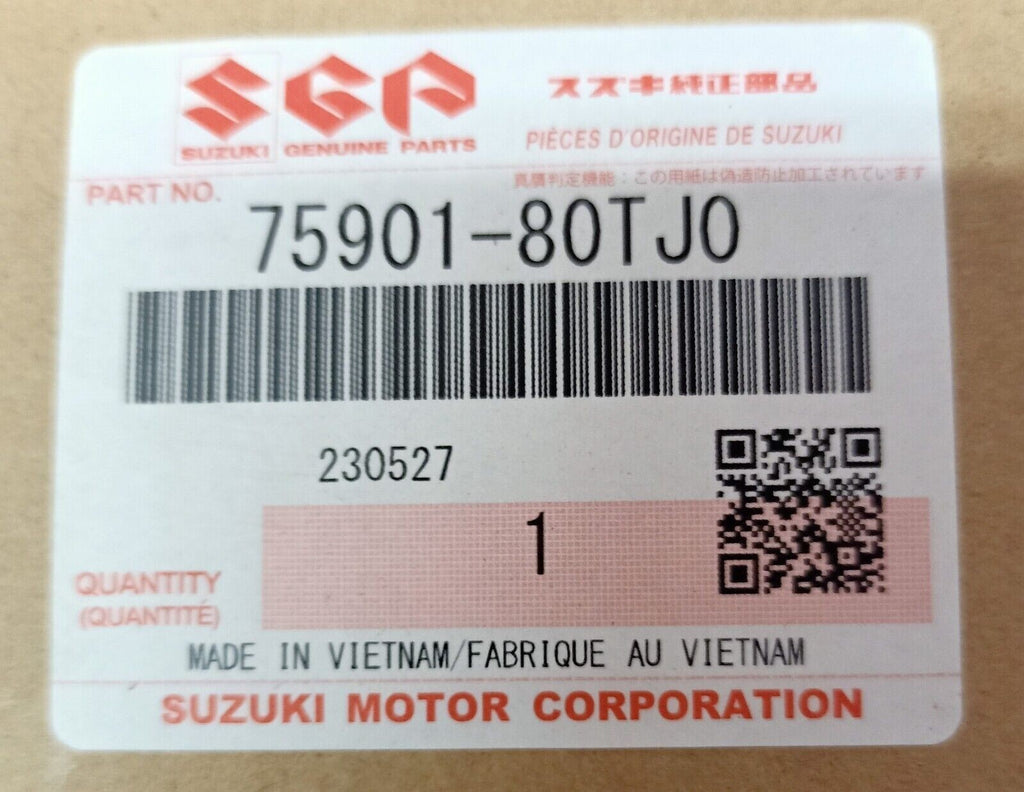 SGP
SUZUKI GENUINE PARTS
スズキ純正部品
PIÈCES D'ORIGINE DE SUZUKI
真贋判定機能：この用紙は偽造防止加工されています
PART NO.
75901-80TJ0
230527
1
QUANTITY
(QUANTITÉ)
MADE IN VIETNAM/FABRIQUE AU VIETNAM
SUZUKI MOTOR CORPORATION